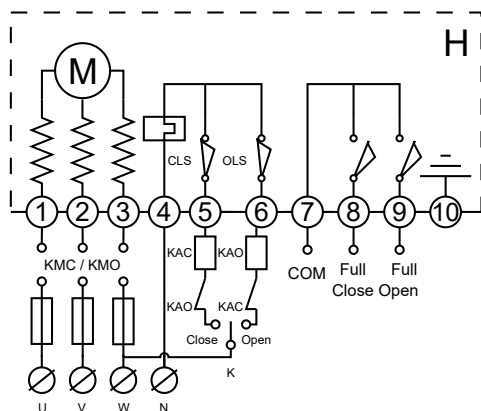 H
M
CLS OLS
1 2 3 4 5 6 7 8 9 10
KMC / KMO
KAC KAO
COM
Full Full
Close Open
KAO KAC
Close Open
K
U V W N